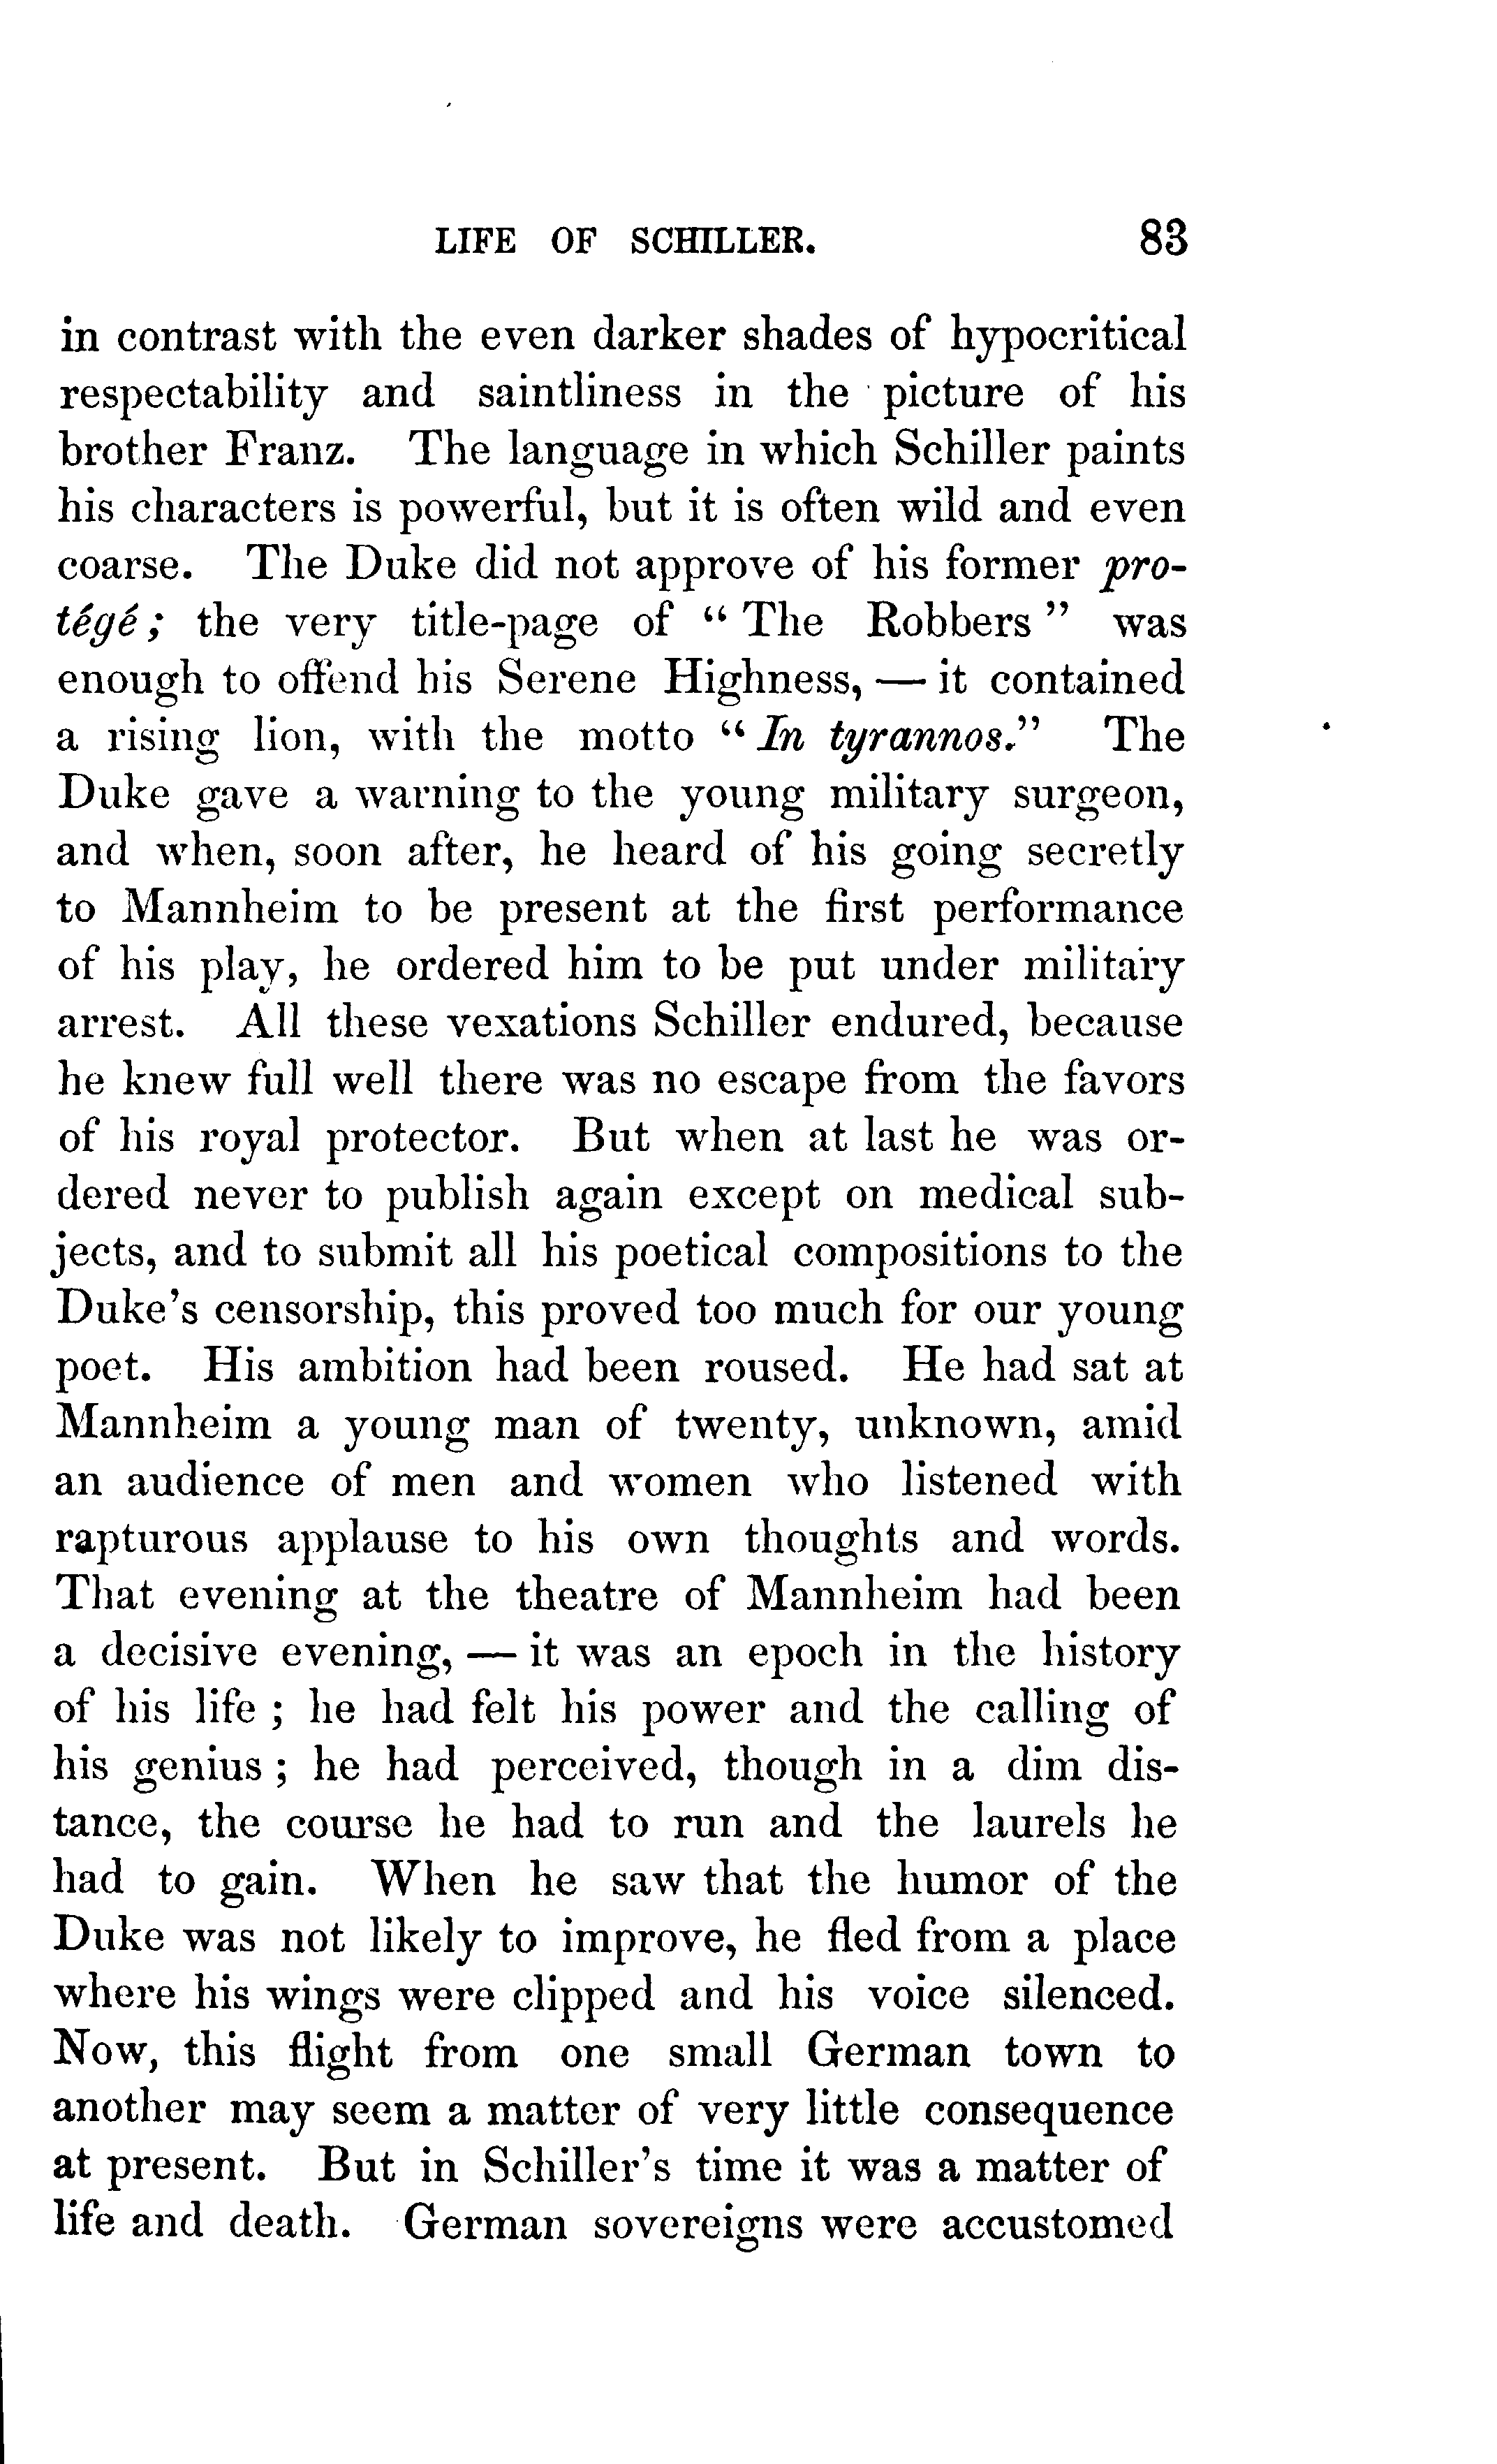 LIFE OF SCHILLER. 83
in contrast with the even darker shades of hypocritical
respectability and saintliness in the picture of his
brother Franz. The language in which Schiller paints
his characters is powerful, but it is often wild and even
coarse. The Duke did not approve of his former pro-
tégé; the very title-page of “ The Robbers ” was
enough to offend his Serene Highness, — it contained
a rising lion, with the motto “ In tyrannos.” The
Duke gave a warning to the young military surgeon,
and when, soon after, he heard of his going secretly
to Mannheim to be present at the first performance
of his play, he ordered him to be put under military
arrest. All these vexations Schiller endured, because
he knew full well there was no escape from the favors
of his royal protector. But when at last he was or-
dered never to publish again except on medical sub-
jects, and to submit all his poetical compositions to the
Duke’s censorship, this proved too much for our young
poet. His ambition had been roused. He had sat at
Mannheim a young man of twenty, unknown, amid
an audience of men and women who listened with
rapturous applause to his own thoughts and words.
That evening at the theatre of Mannheim had been
a decisive evening, — it was an epoch in the history
of his life ; he had felt his power and the calling of
his genius ; he had perceived, though in a dim dis-
tance, the course he had to run and the laurels he
had to gain. When he saw that the humor of the
Duke was not likely to improve, he fled from a place
where his wings were clipped and his voice silenced.
Now, this flight from one small German town to
another may seem a matter of very little consequence
at present. But in Schiller’s time it was a matter of
life and death. German sovereigns were accustomed